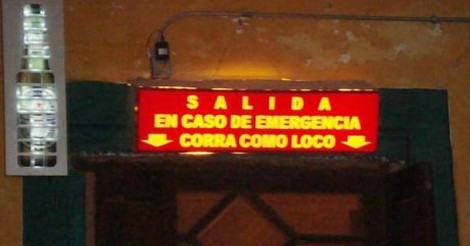 SALIDA
EN CASO DE EMERGENCIA
CORRA COMO LOCO